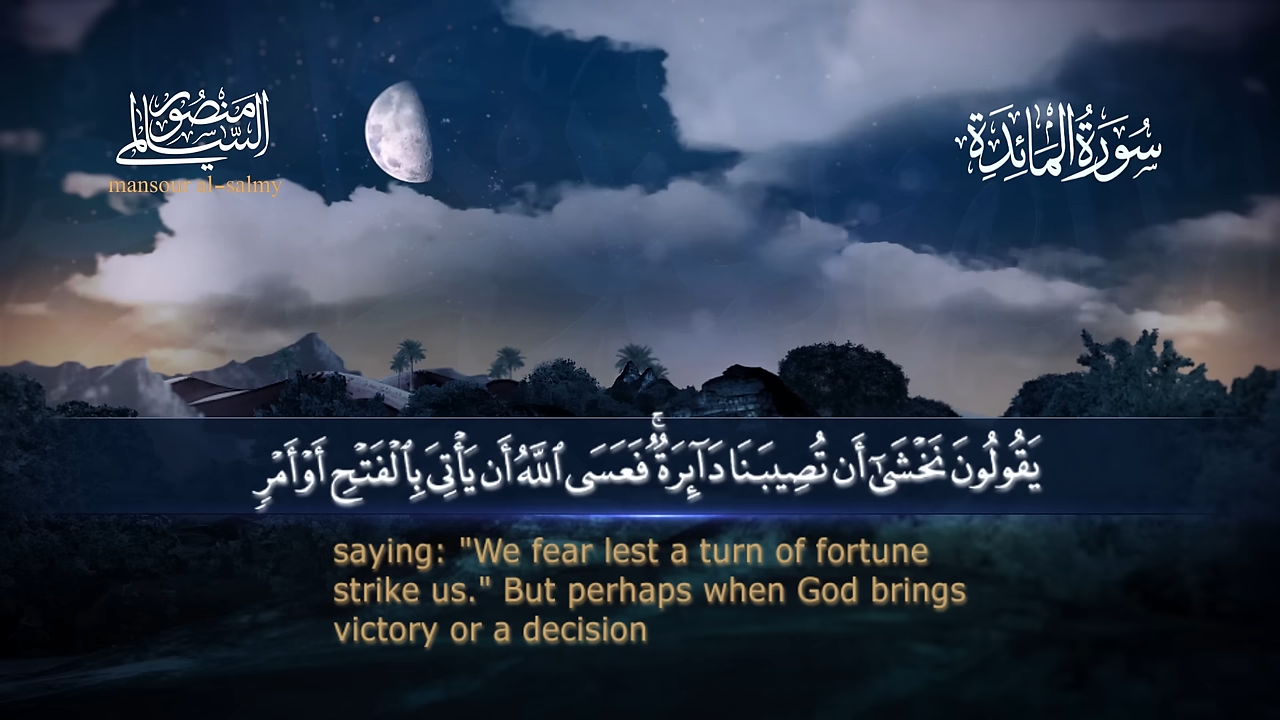 منصور السالمي
mansour al-salmy
سُورَةُ المَائِدَةِ
يَقُولُونَ نَخْشَىٰٓ أَن تُصِيبَنَا دَآئِرَةٌۚ فَعَسَى ٱللَّهُ أَن يَأْتِىَ بِٱلْفَتْحِ أَوْ أَمْرٍ
saying: "We fear lest a turn of fortune
strike us." But perhaps when God brings
victory or a decision